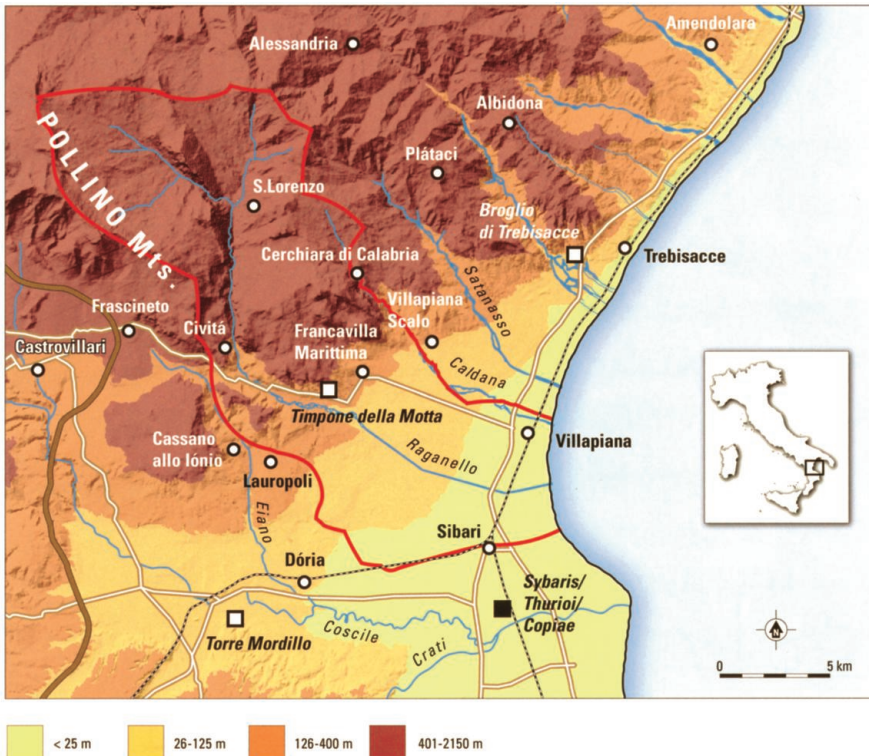 Amendolara
Alessandria
Albidona
POLLINO Mts.
Plátaci
S.Lorenzo
Broglio
di Trebisacce
Trebisacce
Cerchiara di Calabria
Satanasso
Frascineto
Civitá
Villapiana
Scalo
Francavilla
Marittima
Castrovillari
Caldana
Timpone della Motta
Villapiana
Cassano
allo Iónio
Lauropoli
Raganello
Eiano
Sibari
Dória
Sybaris/
Thurioi/
Copiae
Torre Mordillo
Coscile
Crati
N
0 5 km
< 25 m 26-125 m 126-400 m 401-2150 m